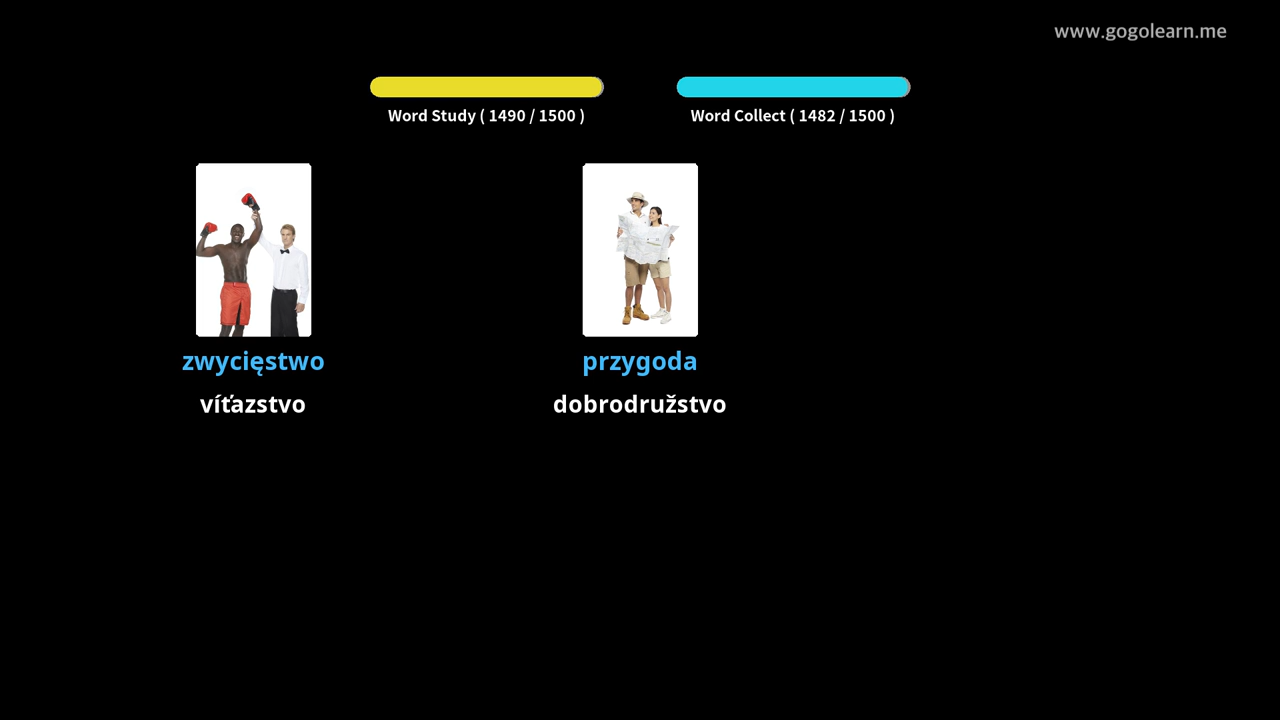 www.gogolearn.me
Word Study ( 1490 / 1500 )
Word Collect ( 1482 / 1500 )
zwycięstwo
przygoda
víťazstvo
dobrodružstvo